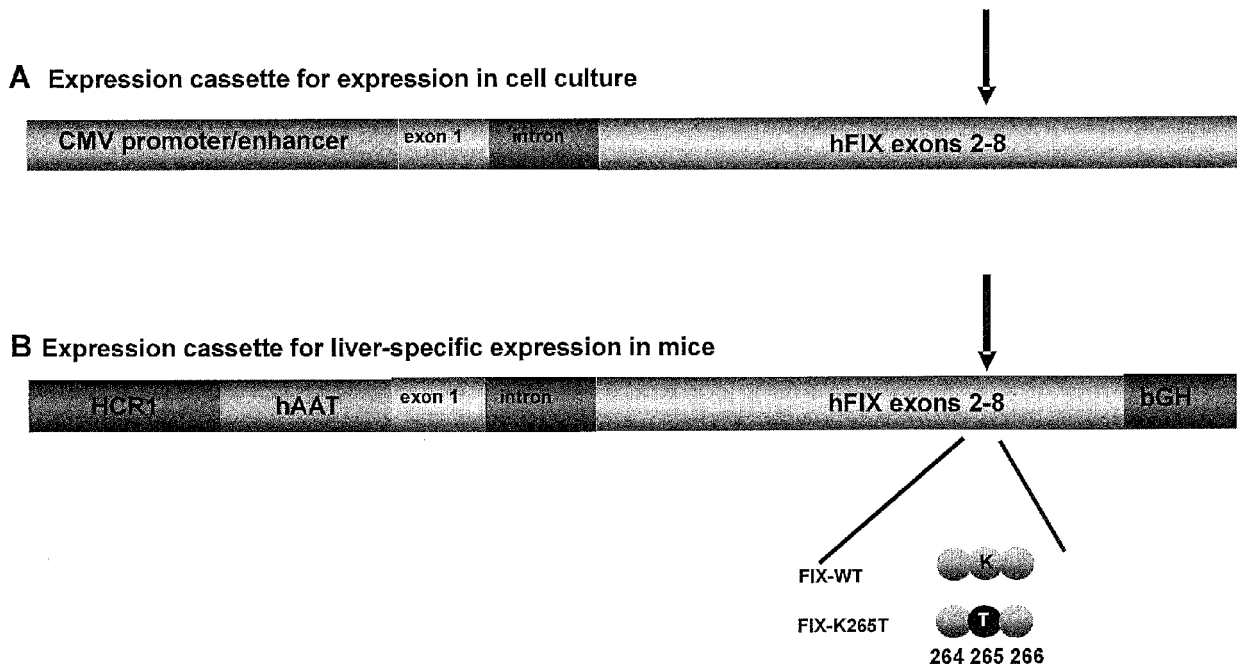 A Expression cassette for expression in cell culture
CMV promoter/enhancer exon 1 intron hFIX exons 2-8
B Expression cassette for liver-specific expression in mice
HCR1 hAAT exon 1 intron hFIX exons 2-8 bGH
FIX-WT K
FIX-K265T T
264 265 266